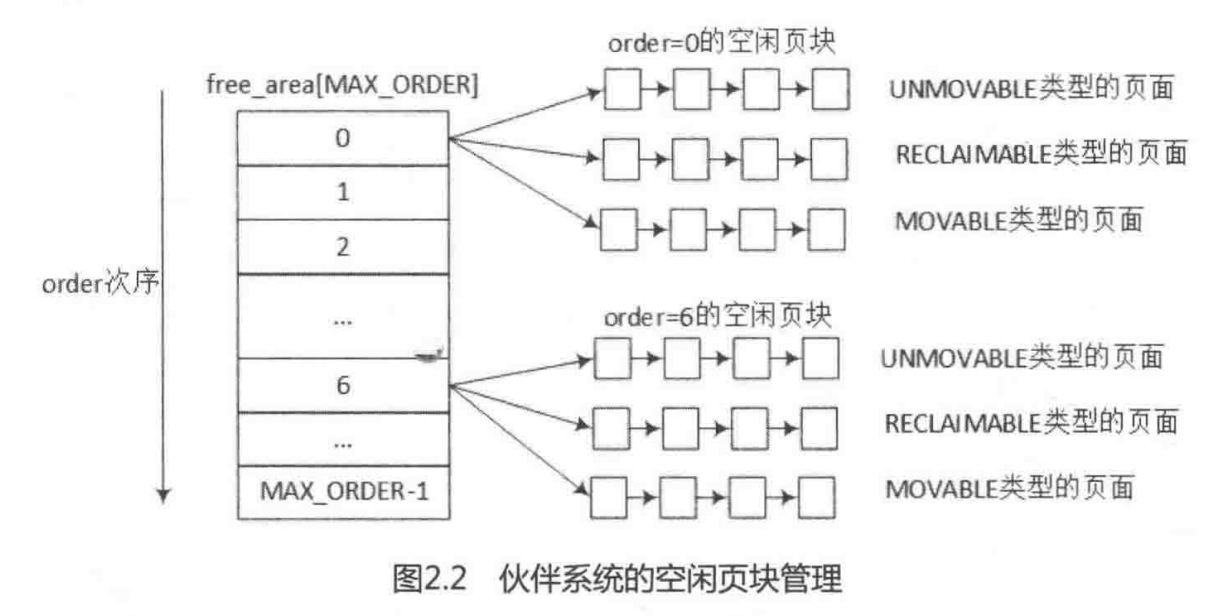 order=0的空闲页块
free_area[MAX_ORDER]
UNMOVABLE类型的页面
0
RECLAIMABLE类型的页面
1
MOVABLE类型的页面
2
order次序
...
order=6的空闲页块
UNMOVABLE类型的页面
6
RECLAIMABLE类型的页面
...
MAX_ORDER-1
MOVABLE类型的页面
图2.2 伙伴系统的空闲页块管理